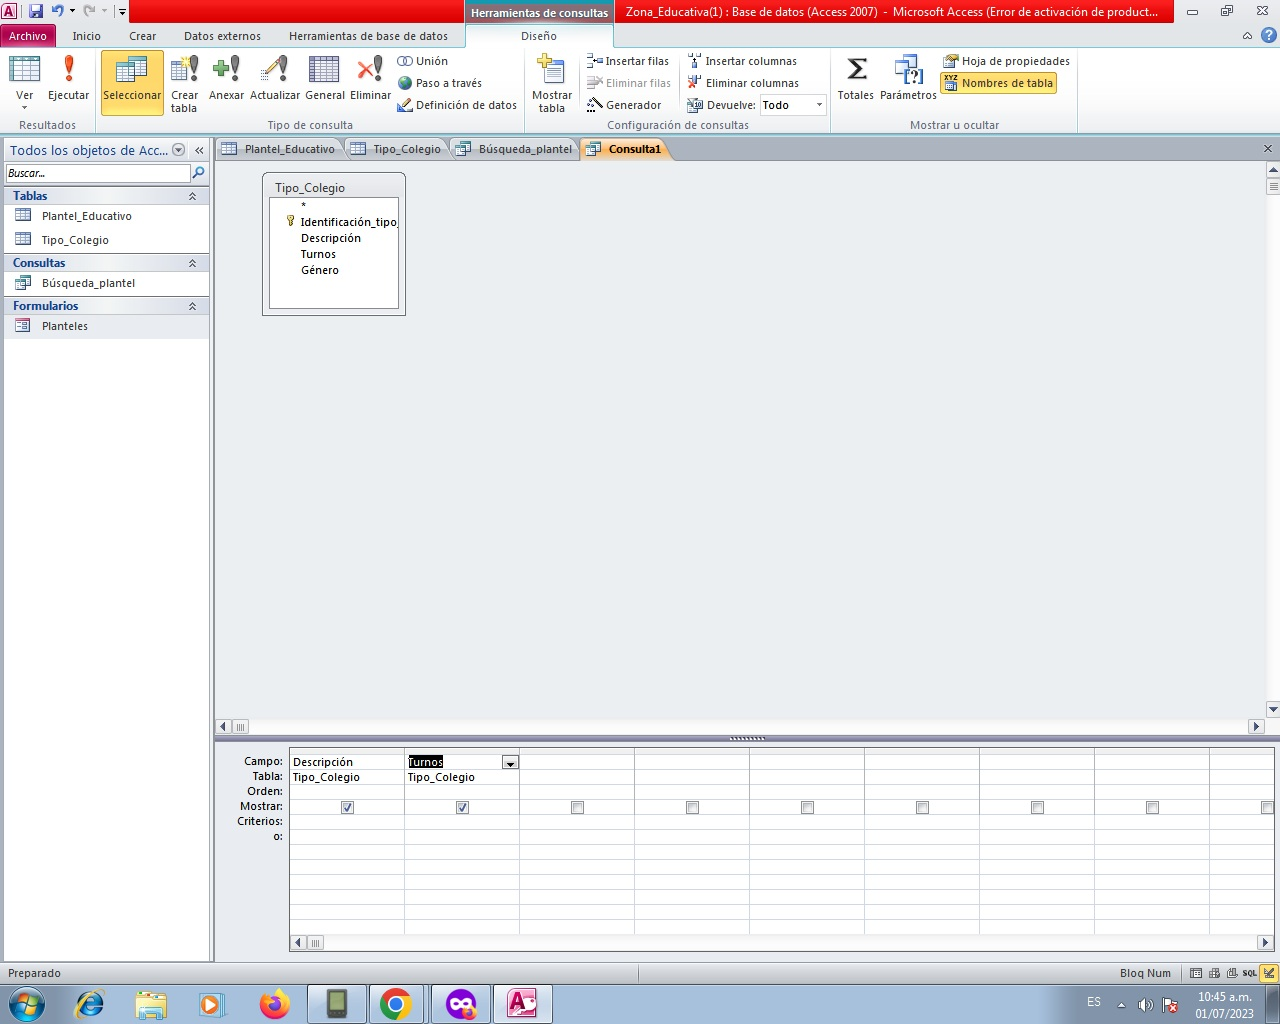 Herramientas de consultas
Zona_Educativa(1) : Base de datos (Access 2007) - Microsoft Access (Error de activación de product...
Archivo Inicio Crear Datos externos Herramientas de base de datos Diseño
Ver
Ejecutar
Seleccionar
Crear tabla
Anexar
Actualizar
General
Eliminar
Unión
Paso a través
Definición de datos
Mostrar tabla
Insertar filas
Eliminar filas
Generador
Insertar columnas
Eliminar columnas
Devuelve: Todo
Totales
Parámetros
Hoja de propiedades
Nombres de tabla
Resultados
Tipo de consulta
Configuración de consultas
Mostrar u ocultar
Todos los objetos de Acc...
Buscar...
Tablas
Plantel_Educativo
Tipo_Colegio
Consultas
Búsqueda_plantel
Formularios
Planteles
Plantel_Educativo Tipo_Colegio Búsqueda_plantel Consulta1
Tipo_Colegio
*
Identificación_tipo_
Descripción
Turnos
Género
Campo: Descripción Turnos
Tabla: Tipo_Colegio Tipo_Colegio
Orden:
Mostrar:
Criterios:
o:
Preparado
Bloq Num
SQL
ES
10:45 a.m.
01/07/2023